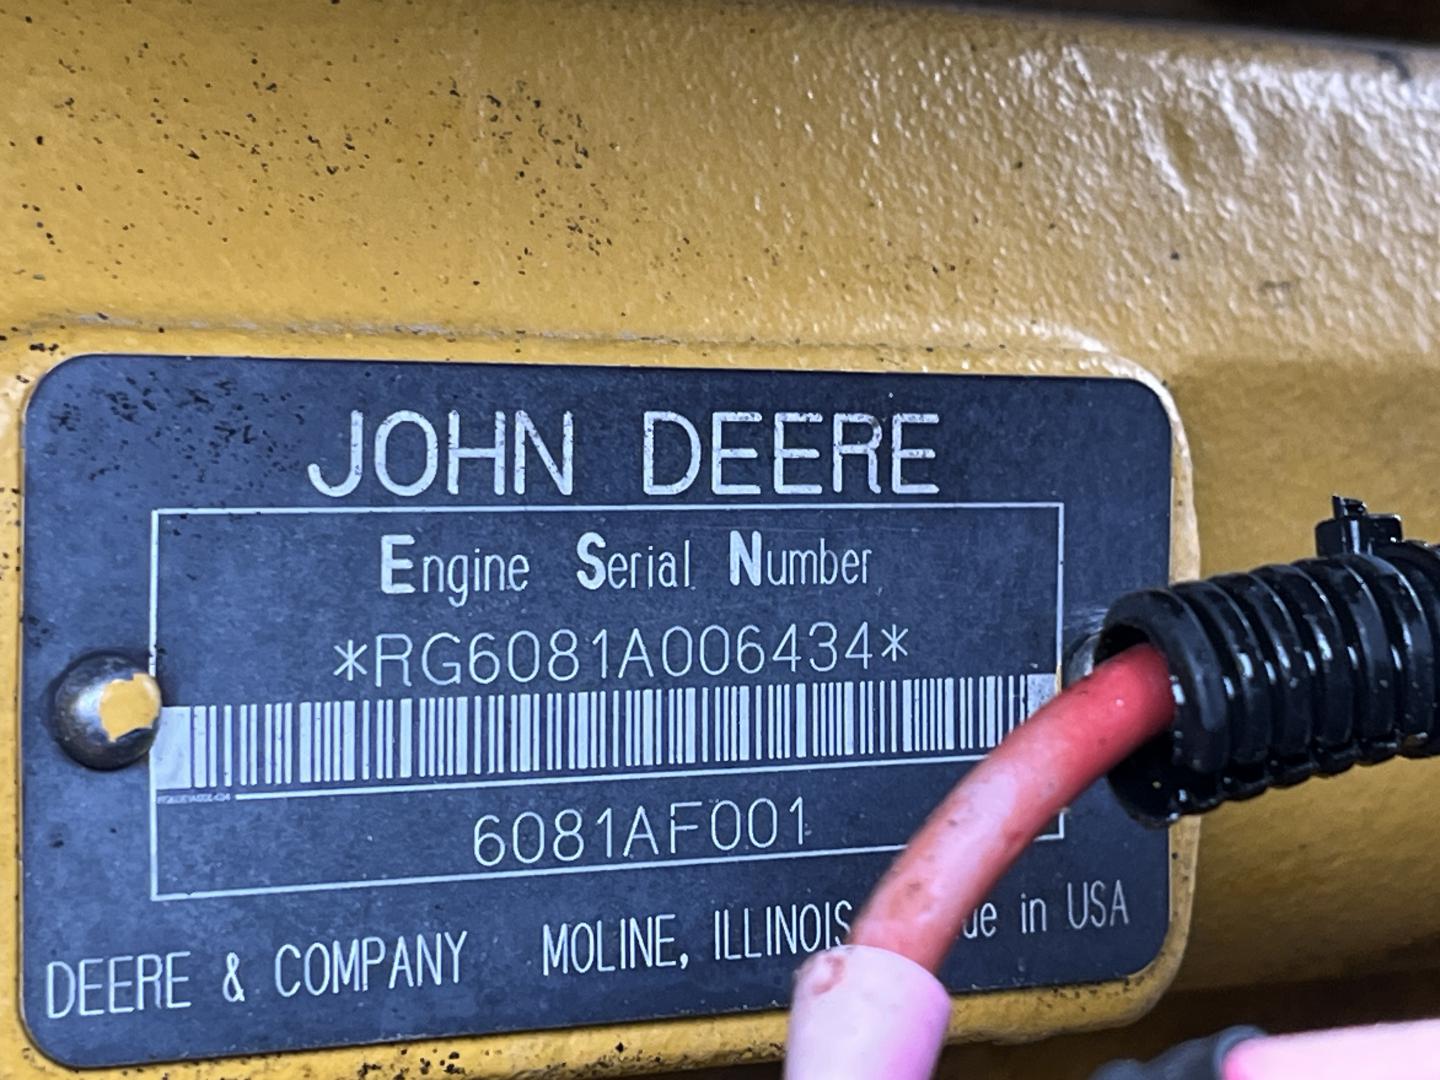 JOHN DEERE
Engine Serial Number
*RG6081A006434*
6081AF001
DEERE & COMPANY MOLINE, ILLINOIS in USA